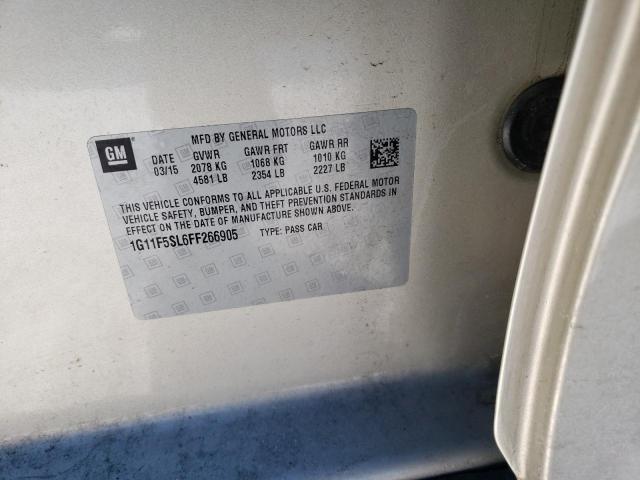 GM
MFD BY GENERAL MOTORS LLC
DATE GVWR GAWR FRT GAWR RR
03/15 2078 KG 1068 KG 1010 KG
4581 LB 2354 LB 2227 LB
THIS VEHICLE CONFORMS TO ALL APPLICABLE U.S. FEDERAL MOTOR
VEHICLE SAFETY, BUMPER, AND THEFT PREVENTION STANDARDS IN
EFFECT ON THE DATE OF MANUFACTURE SHOWN ABOVE.
1G11F5SL6FF266905 TYPE: PASS CAR